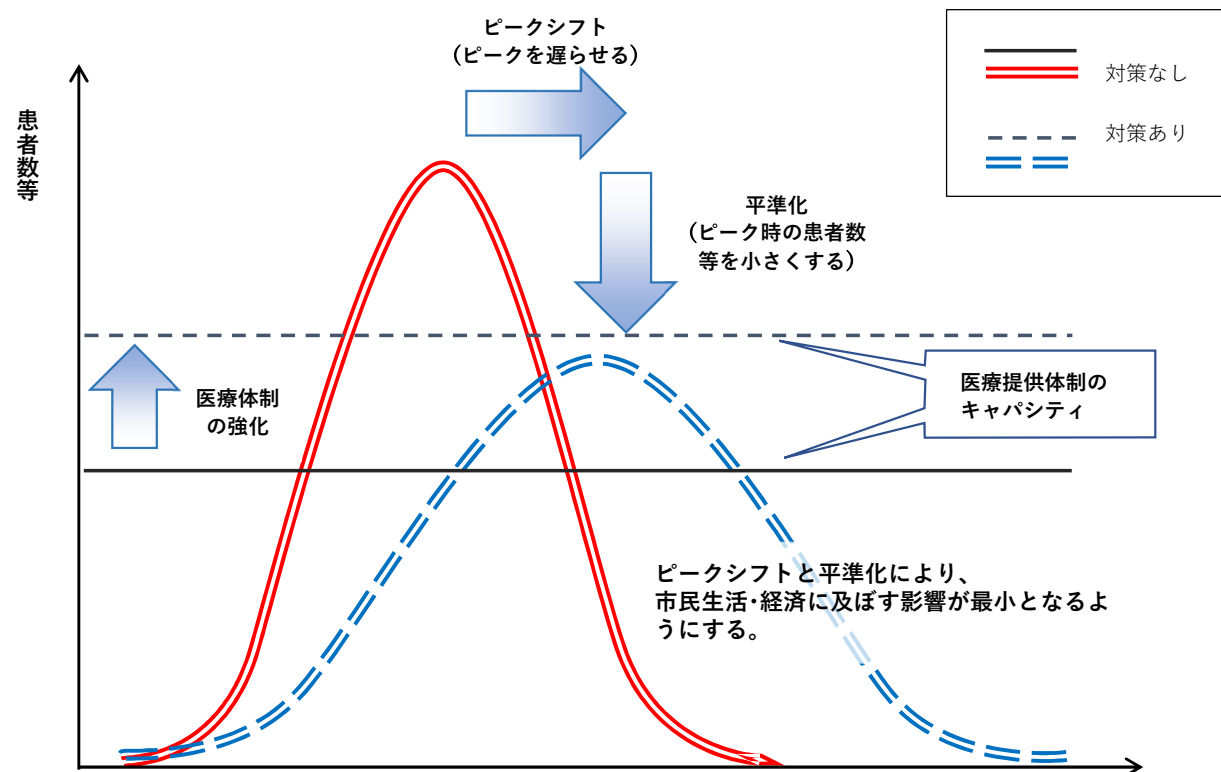 ピークシフト
（ピークを遅らせる）
対策なし
対策あり
患者数等
平準化
（ピーク時の患者数
等を小さくする）
医療体制
の強化
医療提供体制の
キャパシティ
ピークシフトと平準化により、
市民生活・経済に及ぼす影響が最小となるよ
うにする。